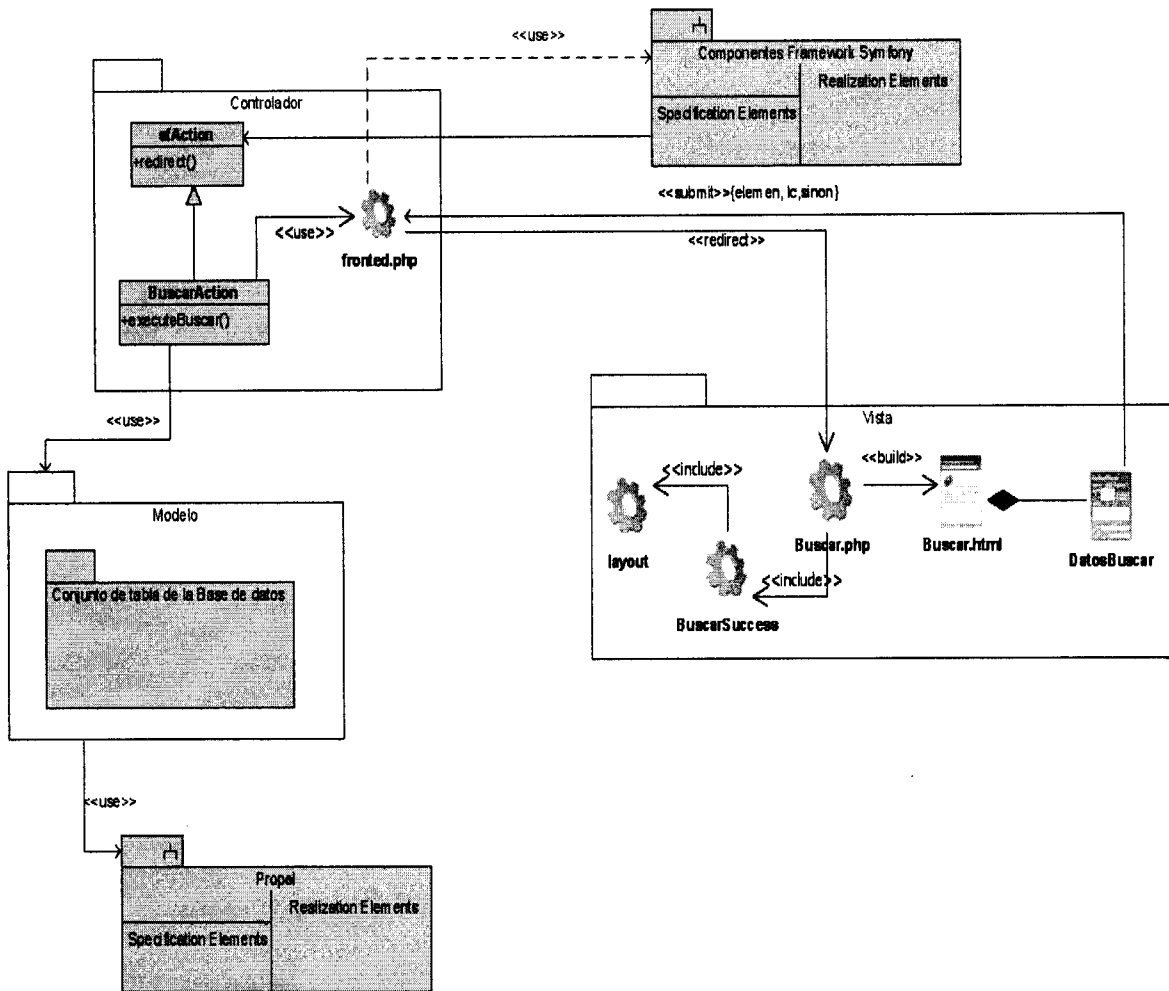 <<use>>
Componentes Framework Symfony
Realization Elements
Specification Elements
Controlador
sfAction
+redirect()
<<submit>>{elemen, lc,sinon}
<<use>>
<<redirect>>
fronted.php
BuscarAction
+executeBuscar()
<<use>>
Vista
<<include>>
<<build>>
layout
Buscar.php
Buscar.html
DatosBuscar
<<include>>
BuscarSuccess
Modelo
Conjunto de tabla de la Base de datos
<<use>>
Propel
Realization Elements
Specification Elements